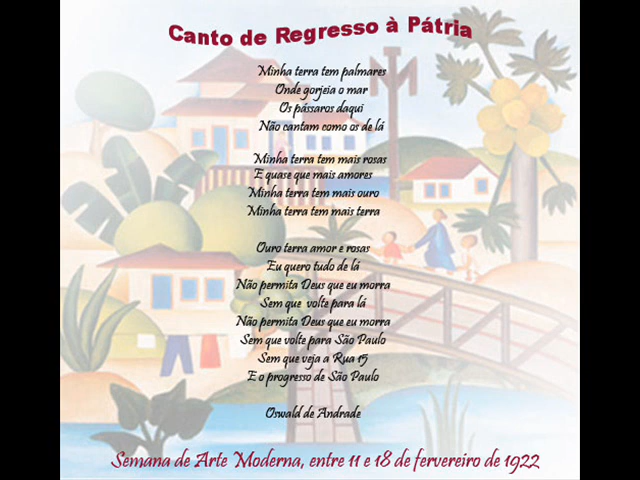 Canto de Regresso à Pátria
Minha terra tem palmares
Onde gorjeia o mar
Os pássaros daqui
Não cantam como os de lá
Minha terra tem mais rosas
E quase que mais amores
Minha terra tem mais ouro
Minha terra tem mais terra
Ouro terra amor e rosas
Eu quero tudo de lá
Não permita Deus que eu morra
Sem que volte para lá
Não permita Deus que eu morra
Sem que volte para São Paulo
Sem que veja a Rua 15
E o progresso de São Paulo
Oswald de Andrade
Semana de Arte Moderna, entre 11 e 18 de fervereiro de 1922